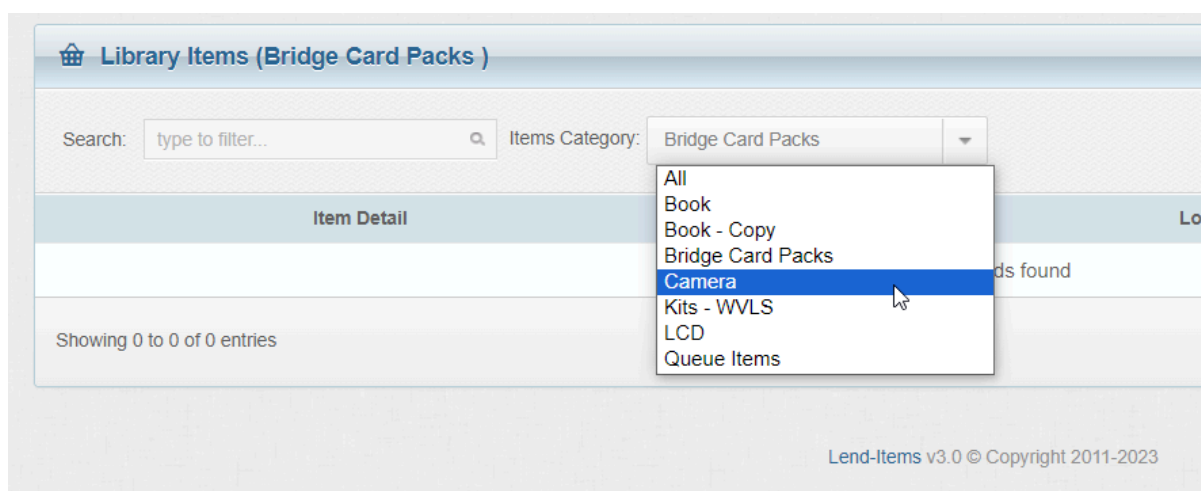 Library Items (Bridge Card Packs )
Search: type to filter... Items Category: Bridge Card Packs
All
Book
Book - Copy
Bridge Card Packs
Camera
Kits - WVLS
LCD
Queue Items
Item Detail
found
Showing 0 to 0 of 0 entries
Lend-Items v3.0 © Copyright 2011-2023